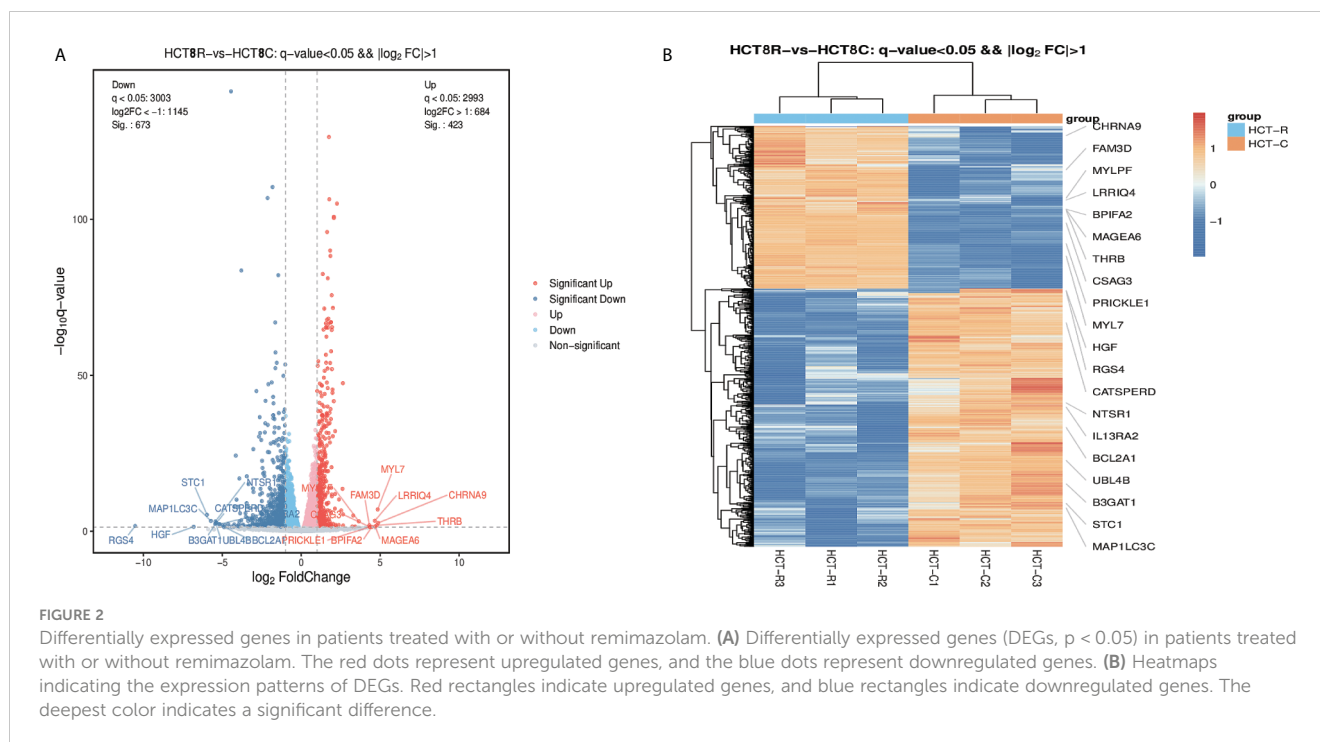 A
HCT8R-vs-HCT8C: q-value<0.05 && |log2 FC|>1
Down
q < 0.05: 3003
log2FC < -1: 1145
Sig. : 673
Up
q < 0.05: 2993
log2FC > 1: 684
Sig. : 423
100
50
0
-log10q-value
Significant Up
Significant Down
Up
Down
Non-significant
STC1
NTSR1
MAP1LC3C
CATSPERD
HGF
RGS4
B3GAT1
UBL4B
BCL2A1
PRICKLE1
BPIFA2
MAGEA6
MYL7
FAM3D
LRRIQ4
CHRNA9
THRB
-10
-5
0
5
10
log2 FoldChange
B
HCT8R-vs-HCT8C: q-value<0.05 && |log2 FC|>1
group
CHRNA9
FAM3D
MYLPF
LRRIQ4
BPIFA2
MAGEA6
THRB
CSAG3
PRICKLE1
MYL7
HGF
RGS4
CATSPERD
NTSR1
IL13RA2
BCL2A1
UBL4B
B3GAT1
STC1
MAP1LC3C
1
0
-1
group
HCT-R
HCT-C
HCT-R3
HCT-R1
HCT-R2
HCT-C1
HCT-C2
HCT-C3
FIGURE 2
Differentially expressed genes in patients treated with or without remimazolam. (A) Differentially expressed genes (DEGs, p < 0.05) in patients treated
with or without remimazolam. The red dots represent upregulated genes, and the blue dots represent downregulated genes. (B) Heatmaps
indicating the expression patterns of DEGs. Red rectangles indicate upregulated genes, and blue rectangles indicate downregulated genes. The
deepest color indicates a significant difference.